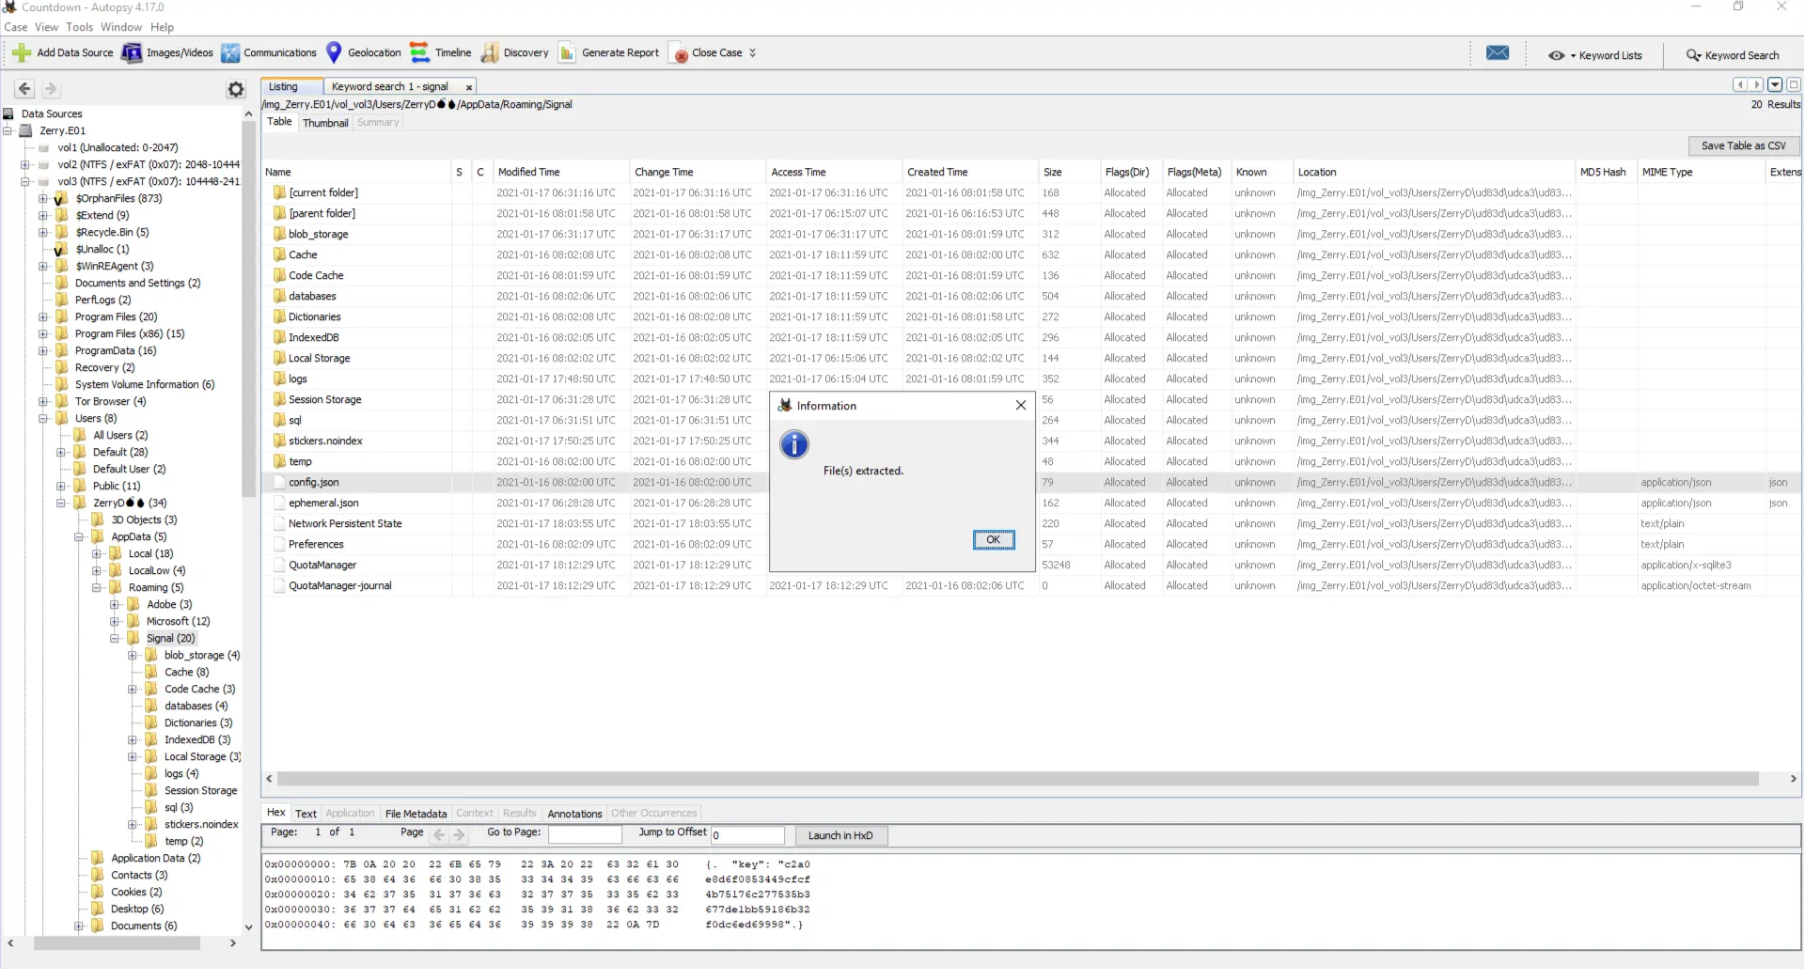 Countdown - Autopsy 4.17.0
Case View Tools Window Help
Add Data Source Images/Videos Communications Geolocation Timeline Discovery Generate Report Close Case Keyword Lists Keyword Search
Listing Keyword search 1 - signal
/img_Zerry.E01/vol_vol3/Users/ZerryD💣💧/AppData/Roaming/Signal
20 Results
Table Thumbnail Summary
Save Table as CSV
Data Sources
Zerry.E01
vol1 (Unallocated: 0-2047)
vol2 (NTFS / exFAT (0x07): 2048-10444
vol3 (NTFS / exFAT (0x07): 104448-241
$OrphanFiles (873)
$Extend (9)
$Recycle.Bin (5)
$Unalloc (1)
$WinREAgent (3)
Documents and Settings (2)
PerfLogs (2)
Program Files (20)
Program Files (x86) (15)
ProgramData (16)
Recovery (2)
System Volume Information (6)
Tor Browser (4)
Users (8)
All Users (2)
Default (28)
Default User (2)
Public (11)
ZerryD💣💧 (34)
3D Objects (3)
AppData (5)
Local (18)
LocalLow (4)
Roaming (5)
Adobe (3)
Microsoft (12)
Signal (20)
blob_storage (4)
Cache (8)
Code Cache (3)
databases (4)
Dictionaries (3)
IndexedDB (3)
Local Storage (3)
logs (4)
Session Storage
sql (3)
stickers.noindex
temp (2)
Application Data (2)
Contacts (3)
Cookies (2)
Desktop (6)
Documents (6)
Name S C Modified Time Change Time Access Time Created Time Size Flags(Dir) Flags(Meta) Known Location MD5 Hash MIME Type Extens
[current folder] 2021-01-17 06:31:16 UTC 2021-01-17 06:31:16 UTC 2021-01-17 06:31:16 UTC 2021-01-16 08:01:58 UTC 168 Allocated Allocated unknown /img_Zerry.E01/vol_vol3/Users/ZerryD\ud83d\udca3\ud83...
[parent folder] 2021-01-16 08:01:58 UTC 2021-01-16 08:01:58 UTC 2021-01-17 06:15:07 UTC 2021-01-16 06:16:53 UTC 448 Allocated Allocated unknown /img_Zerry.E01/vol_vol3/Users/ZerryD\ud83d\udca3\ud83...
blob_storage 2021-01-17 06:31:17 UTC 2021-01-17 06:31:17 UTC 2021-01-17 06:31:17 UTC 2021-01-16 08:01:59 UTC 312 Allocated Allocated unknown /img_Zerry.E01/vol_vol3/Users/ZerryD\ud83d\udca3\ud83...
Cache 2021-01-16 08:02:08 UTC 2021-01-16 08:02:08 UTC 2021-01-17 18:11:59 UTC 2021-01-16 08:02:00 UTC 632 Allocated Allocated unknown /img_Zerry.E01/vol_vol3/Users/ZerryD\ud83d\udca3\ud83...
Code Cache 2021-01-16 08:01:59 UTC 2021-01-16 08:01:59 UTC 2021-01-17 18:11:59 UTC 2021-01-16 08:01:59 UTC 136 Allocated Allocated unknown /img_Zerry.E01/vol_vol3/Users/ZerryD\ud83d\udca3\ud83...
databases 2021-01-16 08:02:06 UTC 2021-01-16 08:02:06 UTC 2021-01-17 18:11:59 UTC 2021-01-16 08:02:06 UTC 504 Allocated Allocated unknown /img_Zerry.E01/vol_vol3/Users/ZerryD\ud83d\udca3\ud83...
Dictionaries 2021-01-16 08:02:08 UTC 2021-01-16 08:02:08 UTC 2021-01-17 18:11:59 UTC 2021-01-16 08:01:58 UTC 272 Allocated Allocated unknown /img_Zerry.E01/vol_vol3/Users/ZerryD\ud83d\udca3\ud83...
IndexedDB 2021-01-16 08:02:05 UTC 2021-01-16 08:02:05 UTC 2021-01-17 18:11:59 UTC 2021-01-16 08:02:05 UTC 296 Allocated Allocated unknown /img_Zerry.E01/vol_vol3/Users/ZerryD\ud83d\udca3\ud83...
Local Storage 2021-01-16 08:02:02 UTC 2021-01-16 08:02:02 UTC 2021-01-17 06:15:06 UTC 2021-01-16 08:02:02 UTC 144 Allocated Allocated unknown /img_Zerry.E01/vol_vol3/Users/ZerryD\ud83d\udca3\ud83...
logs 2021-01-17 17:48:50 UTC 2021-01-17 17:48:50 UTC 2021-01-17 06:15:04 UTC 2021-01-16 08:01:59 UTC 352 Allocated Allocated unknown /img_Zerry.E01/vol_vol3/Users/ZerryD\ud83d\udca3\ud83...
Session Storage 2021-01-17 06:31:28 UTC 2021-01-17 06:31:28 UTC 56 Allocated Allocated unknown /img_Zerry.E01/vol_vol3/Users/ZerryD\ud83d\udca3\ud83...
sql 2021-01-17 06:31:51 UTC 2021-01-17 06:31:51 UTC 264 Allocated Allocated unknown /img_Zerry.E01/vol_vol3/Users/ZerryD\ud83d\udca3\ud83...
stickers.noindex 2021-01-17 17:50:25 UTC 2021-01-17 17:50:25 UTC 344 Allocated Allocated unknown /img_Zerry.E01/vol_vol3/Users/ZerryD\ud83d\udca3\ud83...
temp 2021-01-16 08:02:00 UTC 2021-01-16 08:02:00 UTC 48 Allocated Allocated unknown /img_Zerry.E01/vol_vol3/Users/ZerryD\ud83d\udca3\ud83...
config.json 2021-01-16 08:02:00 UTC 2021-01-16 08:02:00 UTC 79 Allocated Allocated unknown /img_Zerry.E01/vol_vol3/Users/ZerryD\ud83d\udca3\ud83... application/json json
ephemeral.json 2021-01-17 06:28:28 UTC 2021-01-17 06:28:28 UTC 162 Allocated Allocated unknown /img_Zerry.E01/vol_vol3/Users/ZerryD\ud83d\udca3\ud83... application/json json
Network Persistent State 2021-01-17 18:03:55 UTC 2021-01-17 18:03:55 UTC 220 Allocated Allocated unknown /img_Zerry.E01/vol_vol3/Users/ZerryD\ud83d\udca3\ud83... text/plain
Preferences 2021-01-16 08:02:09 UTC 2021-01-16 08:02:09 UTC 57 Allocated Allocated unknown /img_Zerry.E01/vol_vol3/Users/ZerryD\ud83d\udca3\ud83... text/plain
QuotaManager 2021-01-17 18:12:29 UTC 2021-01-17 18:12:29 UTC 53248 Allocated Allocated unknown /img_Zerry.E01/vol_vol3/Users/ZerryD\ud83d\udca3\ud83... application/x-sqlite3
QuotaManager-journal 2021-01-17 18:12:29 UTC 2021-01-17 18:12:29 UTC 2021-01-17 18:12:29 UTC 2021-01-16 08:02:06 UTC 0 Allocated Allocated unknown /img_Zerry.E01/vol_vol3/Users/ZerryD\ud83d\udca3\ud83... application/octet-stream
Information
File(s) extracted.
OK
Hex Text Application File Metadata Context Results Annotations Other Occurrences
Page: 1 of 1 Page Go to Page: Jump to Offset 0 Launch in HxD
0x00000000: 7B 0A 20 20 22 6B 65 79 22 3A 20 22 63 32 61 30 {. "key": "c2a0
0x00000010: 65 38 64 36 66 30 38 35 33 34 34 39 63 66 63 66 e8d6f0853449cfcf
0x00000020: 34 62 37 35 31 37 36 63 32 37 37 35 33 35 62 33 4b75176c277535b3
0x00000030: 36 37 37 64 65 31 62 62 35 39 31 38 36 62 33 32 677de1bb59186b32
0x00000040: 66 30 64 63 36 65 64 36 39 39 39 38 22 0A 7D f0dc6ed69998".}